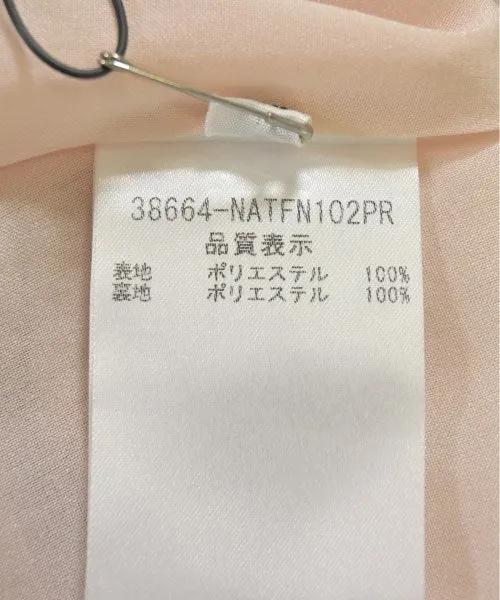 38664-NATFN102PR
品質表示
表地 ポリエステル 100%
裏地 ポリエステル 100%